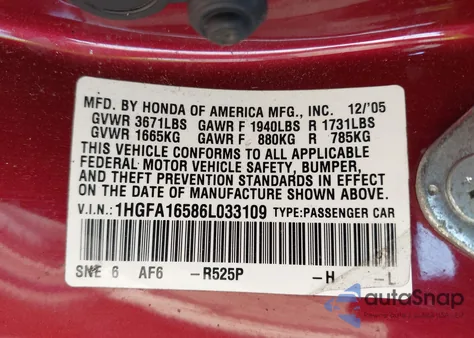 MFD. BY HONDA OF AMERICA MFG., INC. 12/'05
GVWR 3671LBS GAWR F 1940LBS R 1731LBS
GVWR 1665KG GAWR F 880KG R 785KG
THIS VEHICLE CONFORMS TO ALL APPLICABLE
FEDERAL MOTOR VEHICLE SAFETY, BUMPER,
AND THEFT PREVENTION STANDARDS IN EFFECT
ON THE DATE OF MANUFACTURE SHOWN ABOVE.
V.I.N.: 1HGFA16586L033109 TYPE:PASSENGER CAR
SNE 6 AF6 -R525P -H -L
autoSnap